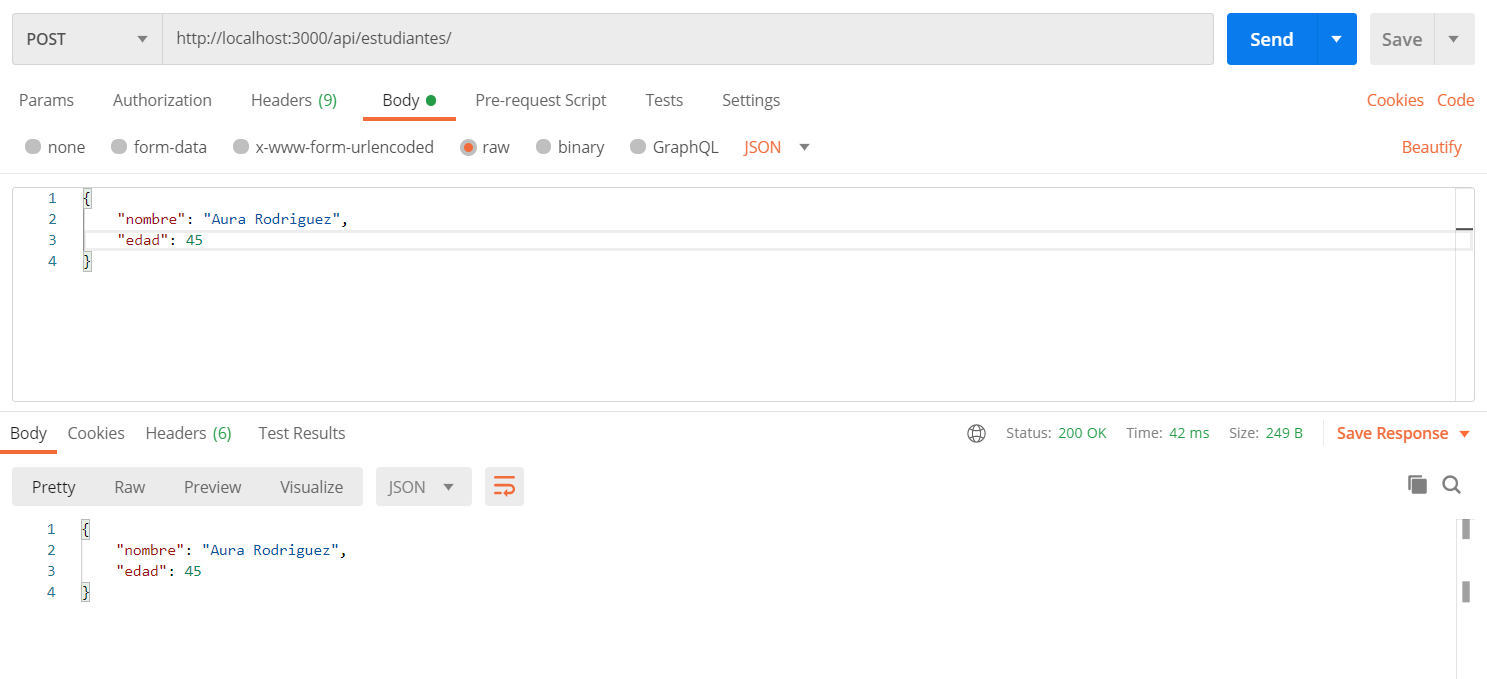 POST http://localhost:3000/api/estudiantes/ Send Save
Params Authorization Headers (9) Body Pre-request Script Tests Settings Cookies Code
none form-data x-www-form-urlencoded raw binary GraphQL JSON Beautify
1 {
2 "nombre": "Aura Rodriguez",
3 "edad": 45
4 }
Body Cookies Headers (6) Test Results Status: 200 OK Time: 42 ms Size: 249 B Save Response
Pretty Raw Preview Visualize JSON
1 {
2 "nombre": "Aura Rodriguez",
3 "edad": 45
4 }